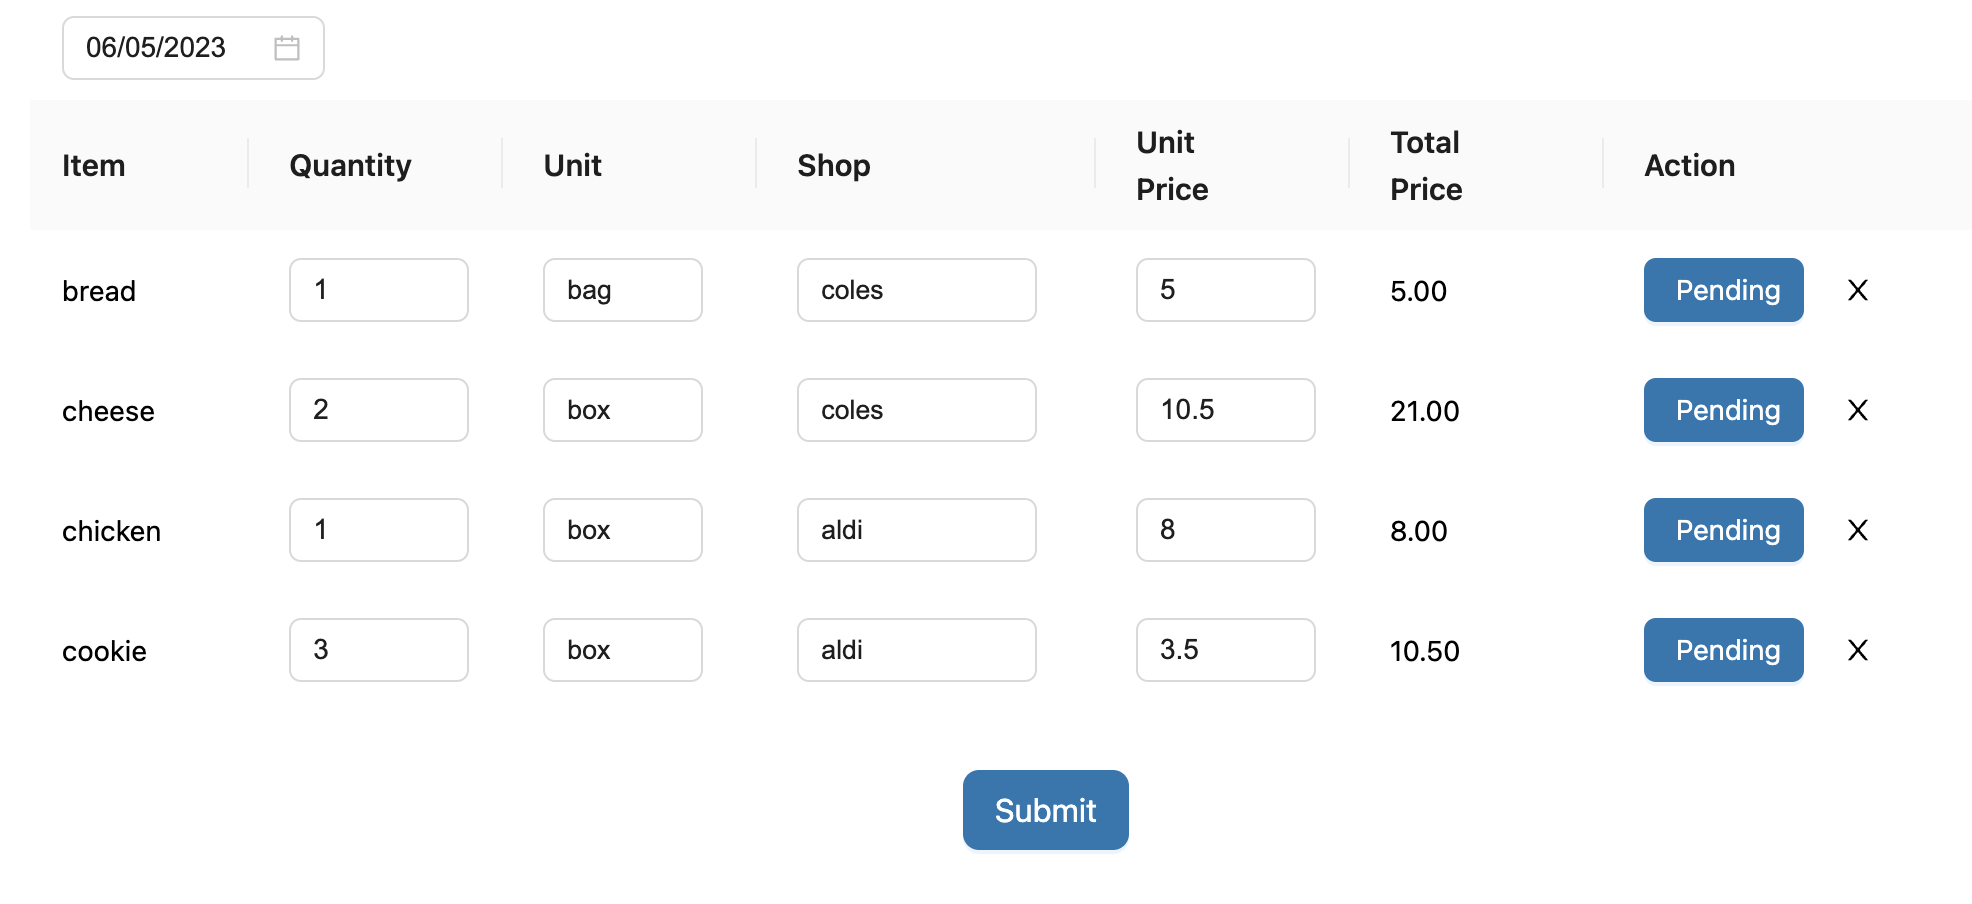 06/05/2023
Item Quantity Unit Shop Unit Price Total Price Action
bread 1 bag coles 5 5.00 Pending X
cheese 2 box coles 10.5 21.00 Pending X
chicken 1 box aldi 8 8.00 Pending X
cookie 3 box aldi 3.5 10.50 Pending X
Submit